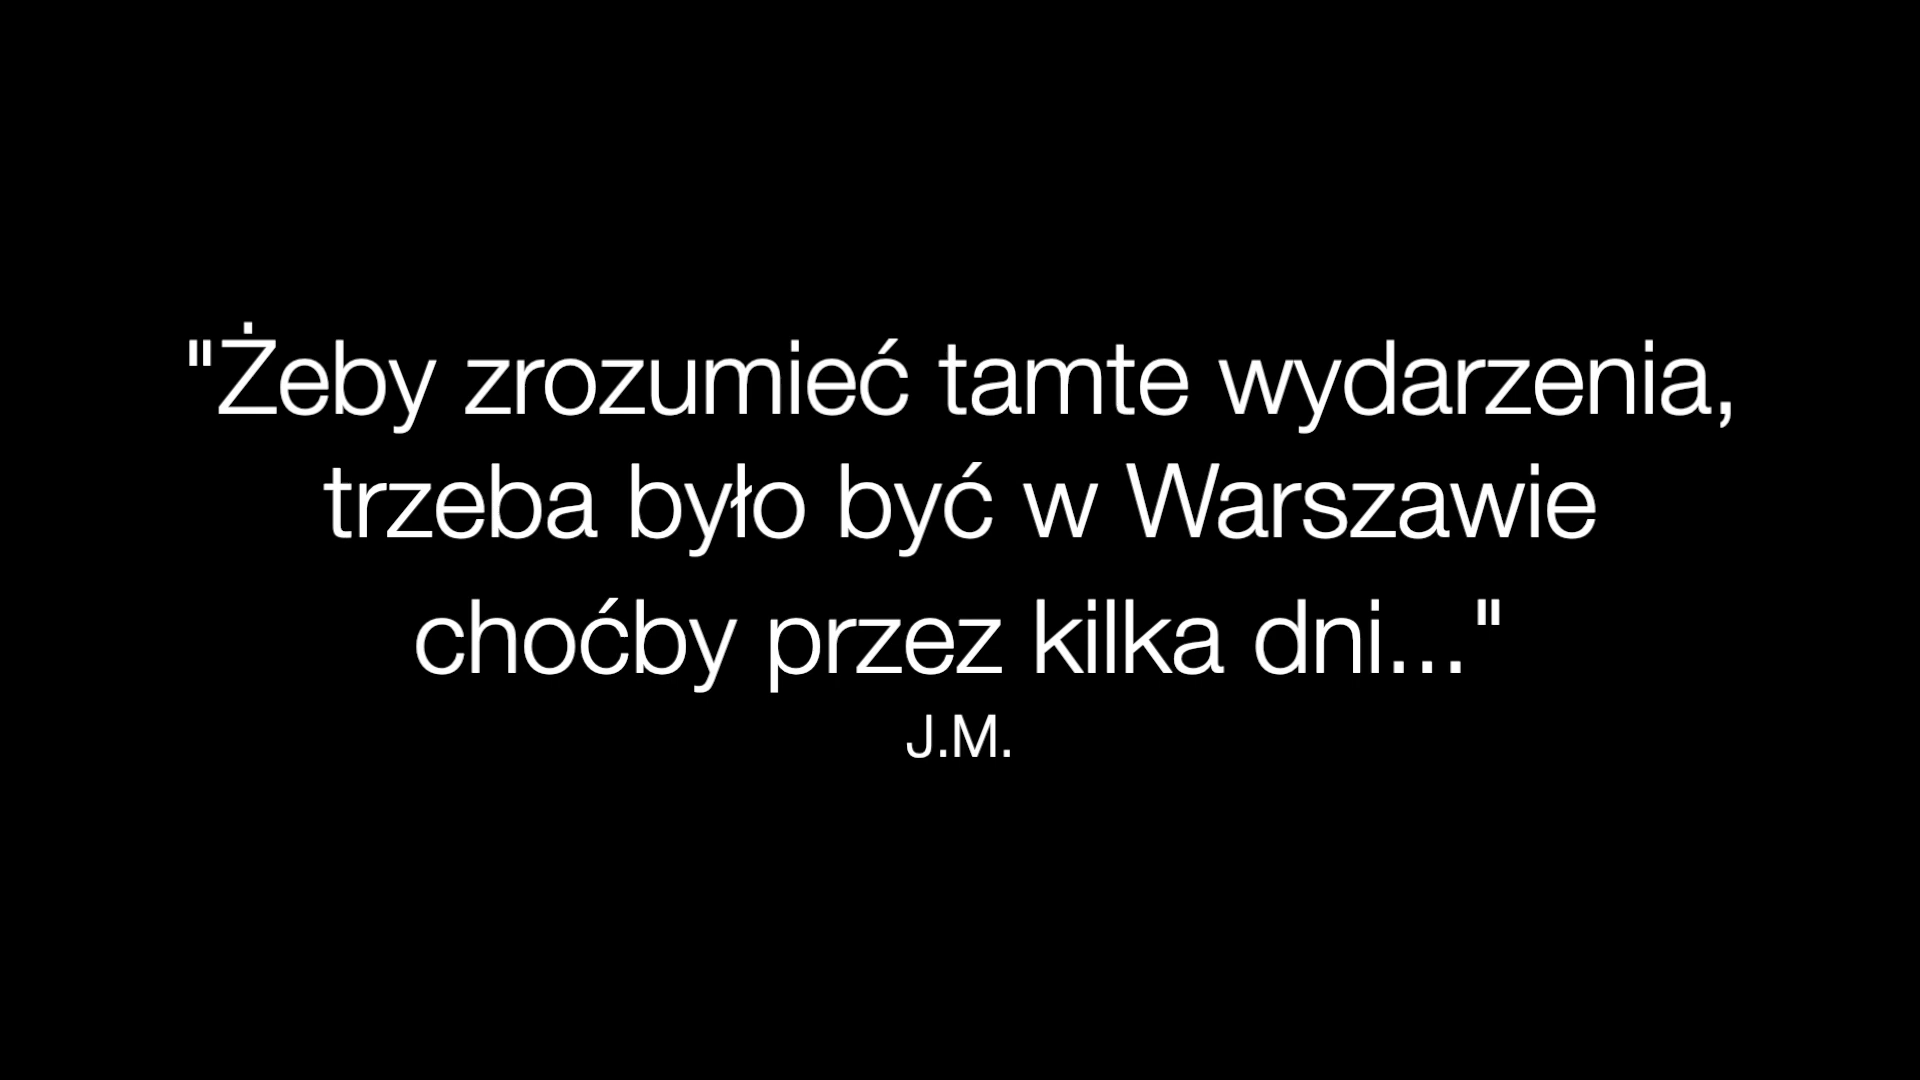 "Żeby zrozumieć tamte wydarzenia,
trzeba było być w Warszawie
choćby przez kilka dni..."
J.M.